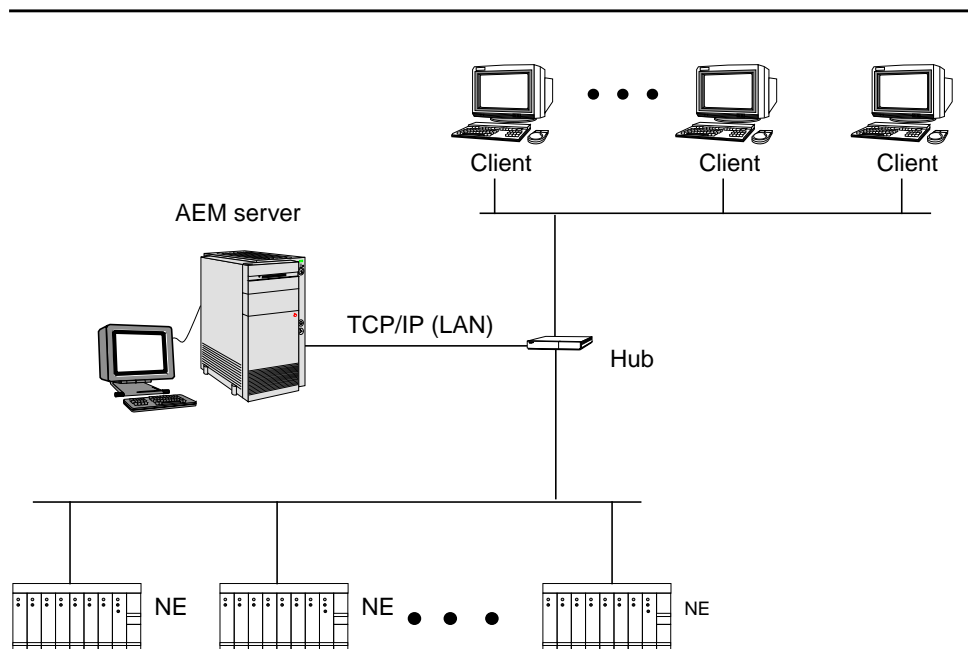 Client
Client
Client
AEM server
TCP/IP (LAN)
Hub
NE
NE
NE